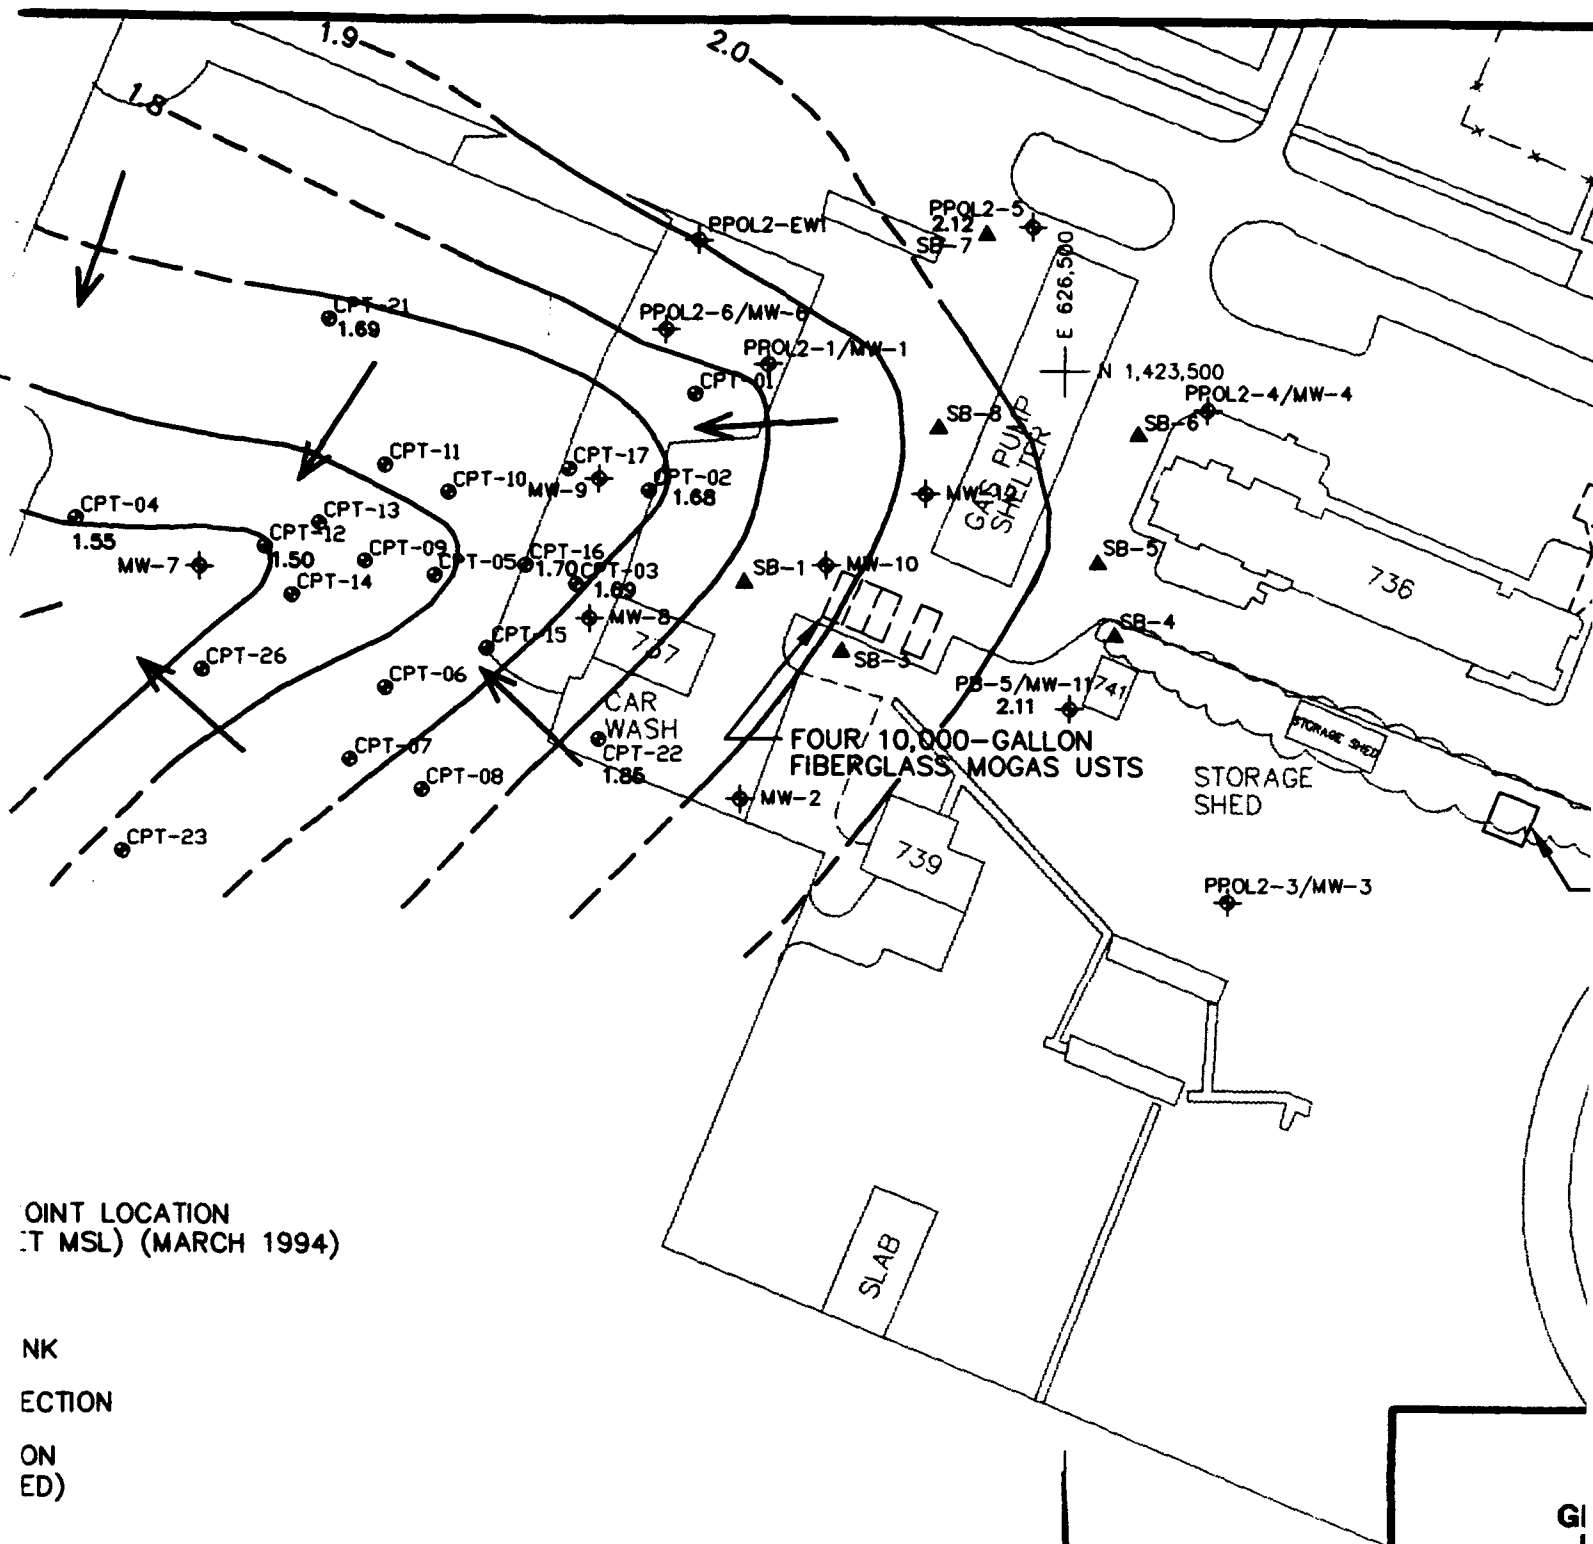 1.9
2.0
1.8
PPOL2-EW1
PPOL2-5
2.12
SB-7
E 626,500
N 1,423,500
CPT-21
1.69
PPOL2-6/MW-6
PPOL2-1/MW-1
CPT-01
PPOL2-4/MW-4
SB-8
SB-6
GAS PUMP
SHELTER
CPT-11
CPT-10
CPT-17
MW-9
CPT-02
1.68
CPT-04
1.55
CPT-13
CPT-12
1.50
MW-7
CPT-14
CPT-09
CPT-05
CPT-16
1.70
CPT-03
1.69
SB-1
MW-10
SB-5
736
MW-8
737
CPT-15
SB-3
SB-4
CPT-26
CPT-06
CAR
WASH
CPT-22
1.85
PB-5/MW-11
2.11
741
STORAGE SHED
FOUR 10,000-GALLON
FIBERGLASS MOGAS USTS
STORAGE
SHED
CPT-07
CPT-08
MW-2
CPT-23
739
PPOL2-3/MW-3
SLAB
OINT LOCATION
ET MSL) (MARCH 1994)
NK
ECTION
ON
ED)